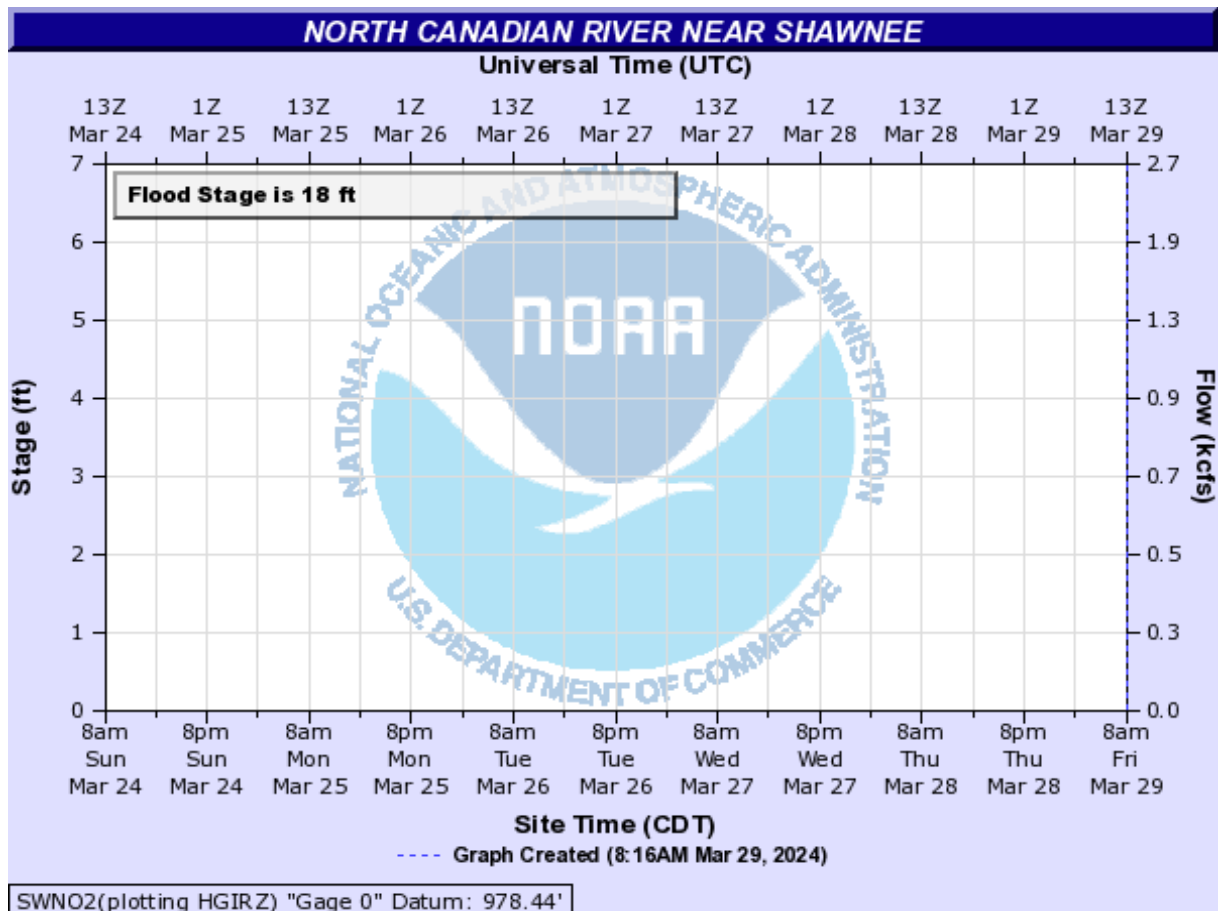 NORTH CANADIAN RIVER NEAR SHAWNEE
Universal Time (UTC)
13Z 1Z 13Z 1Z 13Z 1Z 13Z 1Z 13Z 1Z 13Z
Mar 24 Mar 25 Mar 25 Mar 26 Mar 26 Mar 27 Mar 27 Mar 28 Mar 28 Mar 29 Mar 29
Flood Stage is 18 ft
Stage (ft)
7
6
5
4
3
2
1
0
NATIONAL OCEANIC AND ATMOSPHERIC ADMINISTRATION
NOAA
U.S. DEPARTMENT OF COMMERCE
2.7
1.9
1.3
0.9
0.7
0.5
0.3
0.0
Flow (kcfs)
8am 8pm 8am 8pm 8am 8pm 8am 8pm 8am 8pm 8am
Sun Sun Mon Mon Tue Tue Wed Wed Thu Thu Fri
Mar 24 Mar 24 Mar 25 Mar 25 Mar 26 Mar 26 Mar 27 Mar 27 Mar 28 Mar 28 Mar 29
Site Time (CDT)
---- Graph Created (8:16AM Mar 29, 2024)
SWNO2(plotting HGIRZ) "Gage 0" Datum: 978.44'